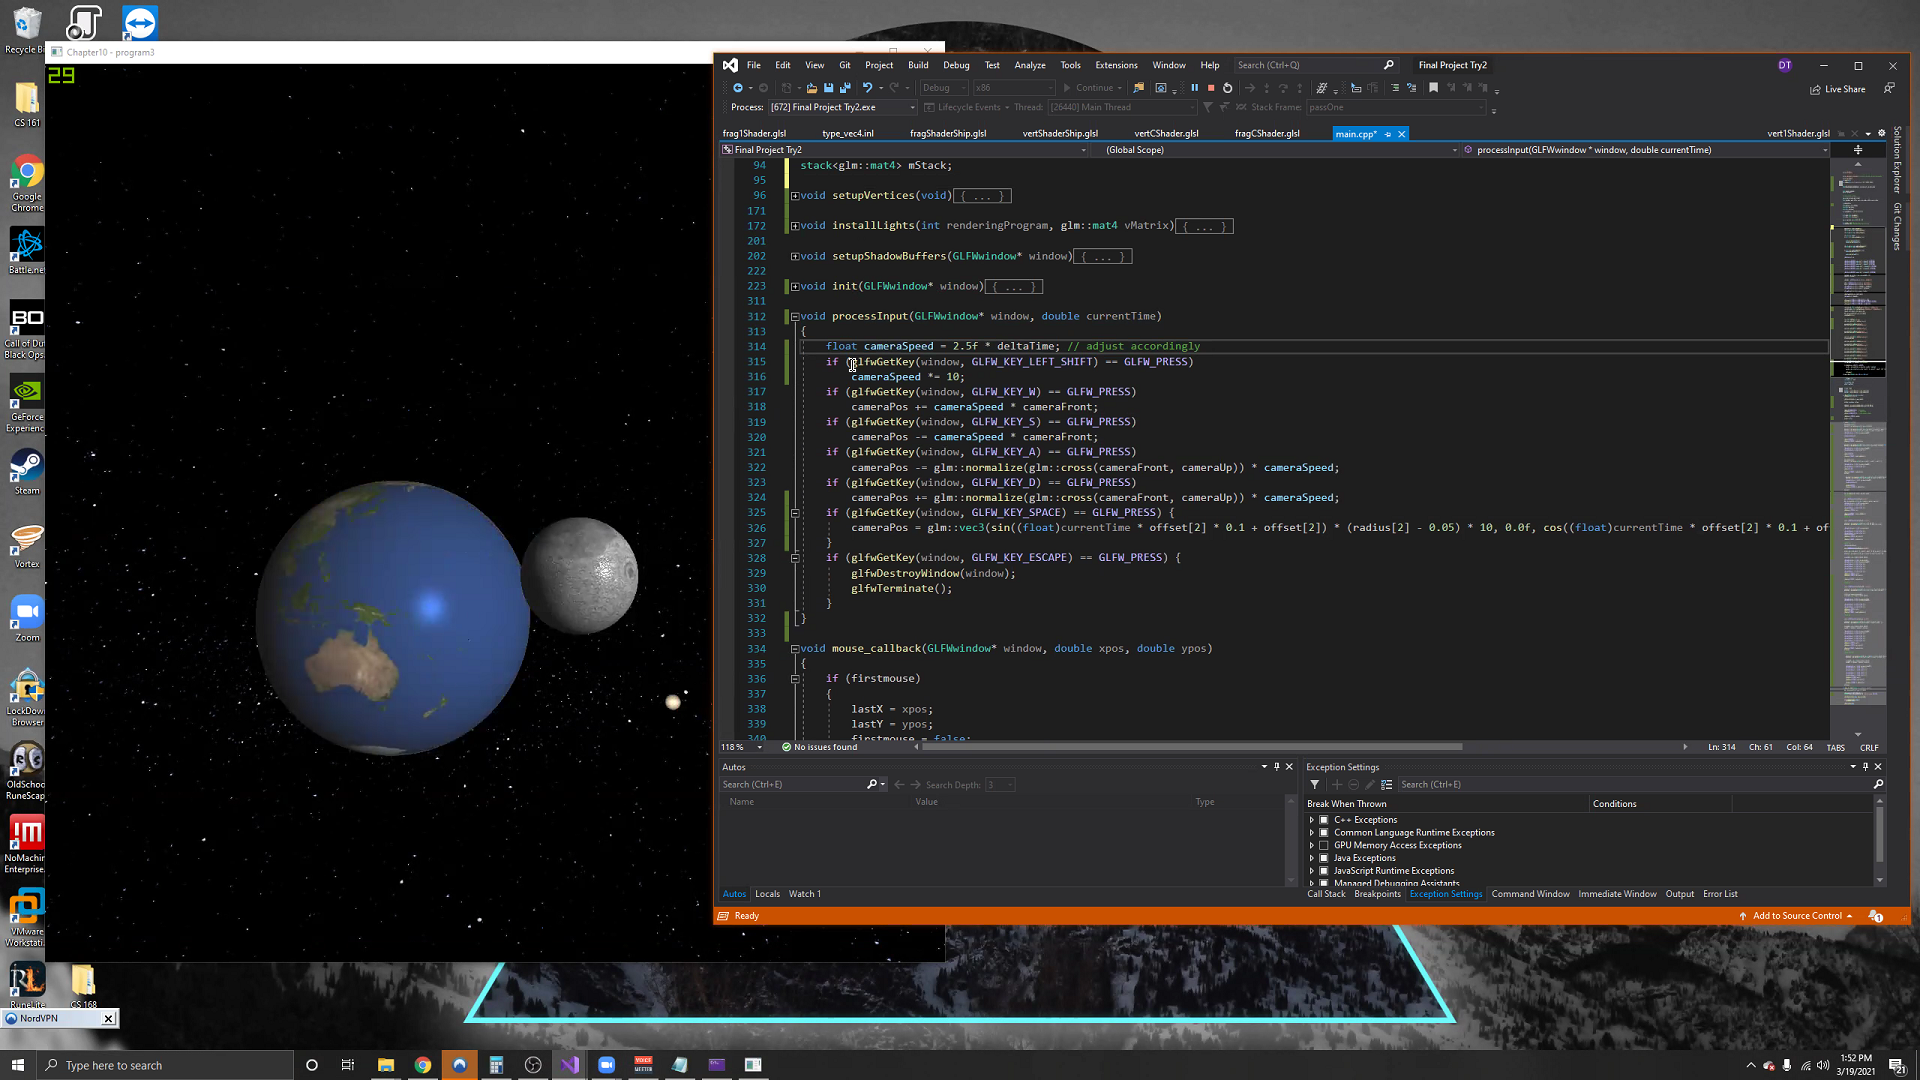 Recycle Bi
CS 161
Google
Chrome
Battle.net
Call of Duty
Black Ops...
GeForce
Experience
Steam
Vortex
Zoom
LockDown
Browser
OldSchool
RuneScap
NoMachin
Enterprise..
VMware
Workstati..
RuneLite
CS 168
NordVPN
Chapter10 - program3
29
File Edit View Git Project Build Debug Test Analyze Tools Extensions Window Help Search (Ctrl+Q) Final Project Try2 DT
Debug x86 Continue Live Share
Process: [672] Final Project Try2.exe Lifecycle Events Thread: [26440] Main Thread Stack Frame: passOne
frag1Shader.glsl type_vec4.inl fragShaderShip.glsl vertShaderShip.glsl vertCShader.glsl fragCShader.glsl main.cpp* vert1Shader.glsl
Final Project Try2 (Global Scope) processInput(GLFWwindow * window, double currentTime)
Solution Explorer
Git Changes
94 stack<glm::mat4> mStack;
95
96 void setupVertices(void){ ... }
171
172 void installLights(int renderingProgram, glm::mat4 vMatrix){ ... }
201
202 void setupShadowBuffers(GLFWwindow* window){ ... }
222
223 void init(GLFWwindow* window){ ... }
311
312 void processInput(GLFWwindow* window, double currentTime)
313 {
314 float cameraSpeed = 2.5f * deltaTime; // adjust accordingly
315 if (glfwGetKey(window, GLFW_KEY_LEFT_SHIFT) == GLFW_PRESS)
316 cameraSpeed *= 10;
317 if (glfwGetKey(window, GLFW_KEY_W) == GLFW_PRESS)
318 cameraPos += cameraSpeed * cameraFront;
319 if (glfwGetKey(window, GLFW_KEY_S) == GLFW_PRESS)
320 cameraPos -= cameraSpeed * cameraFront;
321 if (glfwGetKey(window, GLFW_KEY_A) == GLFW_PRESS)
322 cameraPos -= glm::normalize(glm::cross(cameraFront, cameraUp)) * cameraSpeed;
323 if (glfwGetKey(window, GLFW_KEY_D) == GLFW_PRESS)
324 cameraPos += glm::normalize(glm::cross(cameraFront, cameraUp)) * cameraSpeed;
325 if (glfwGetKey(window, GLFW_KEY_SPACE) == GLFW_PRESS) {
326 cameraPos = glm::vec3(sin((float)currentTime * offset[2] * 0.1 + offset[2]) * (radius[2] - 0.05) * 10, 0.0f, cos((float)currentTime * offset[2] * 0.1 + of
327 }
328 if (glfwGetKey(window, GLFW_KEY_ESCAPE) == GLFW_PRESS) {
329 glfwDestroyWindow(window);
330 glfwTerminate();
331 }
332 }
333
334 void mouse_callback(GLFWwindow* window, double xpos, double ypos)
335 {
336 if (firstmouse)
337 {
338 lastX = xpos;
339 lastY = ypos;
340 firstmouse = false;
118 % No issues found Ln: 314 Ch: 61 Col: 64 TABS CRLF
Autos
Search (Ctrl+E) Search Depth: 3
Name Value Type
Autos Locals Watch 1
Exception Settings
Search (Ctrl+E)
Break When Thrown Conditions
C++ Exceptions
Common Language Runtime Exceptions
GPU Memory Access Exceptions
Java Exceptions
JavaScript Runtime Exceptions
Managed Debugging Assistants
Call Stack Breakpoints Exception Settings Command Window Immediate Window Output Error List
Ready Add to Source Control 1
Type here to search
1:52 PM
3/19/2021
21